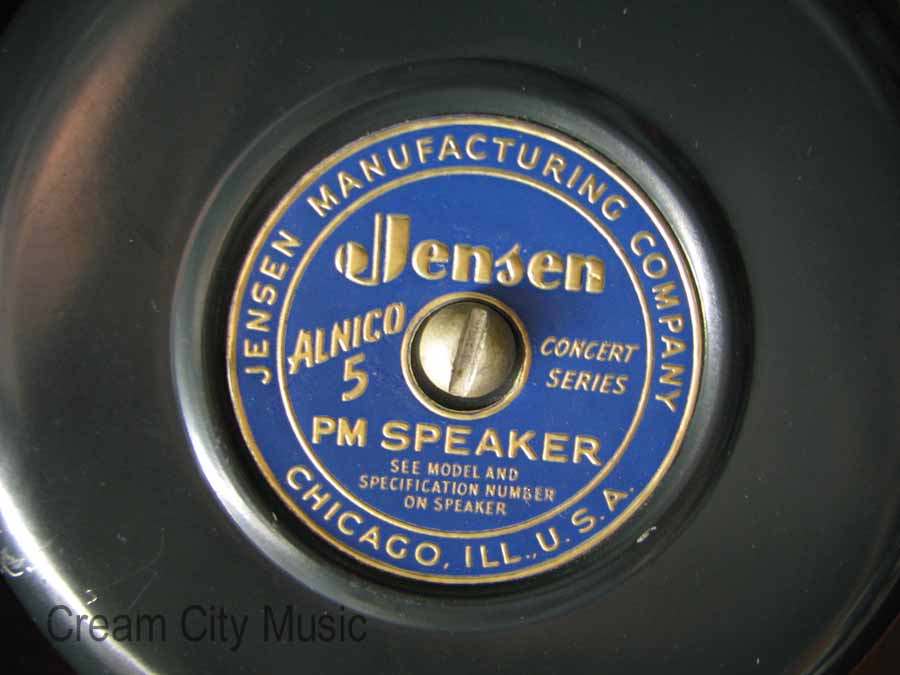 JENSEN MANUFACTURING COMPANY
Jensen
ALNICO
5
CONCERT
SERIES
PM SPEAKER
SEE MODEL AND
SPECIFICATION NUMBER
ON SPEAKER
CHICAGO, ILL., U.S.A.
Cream City Music